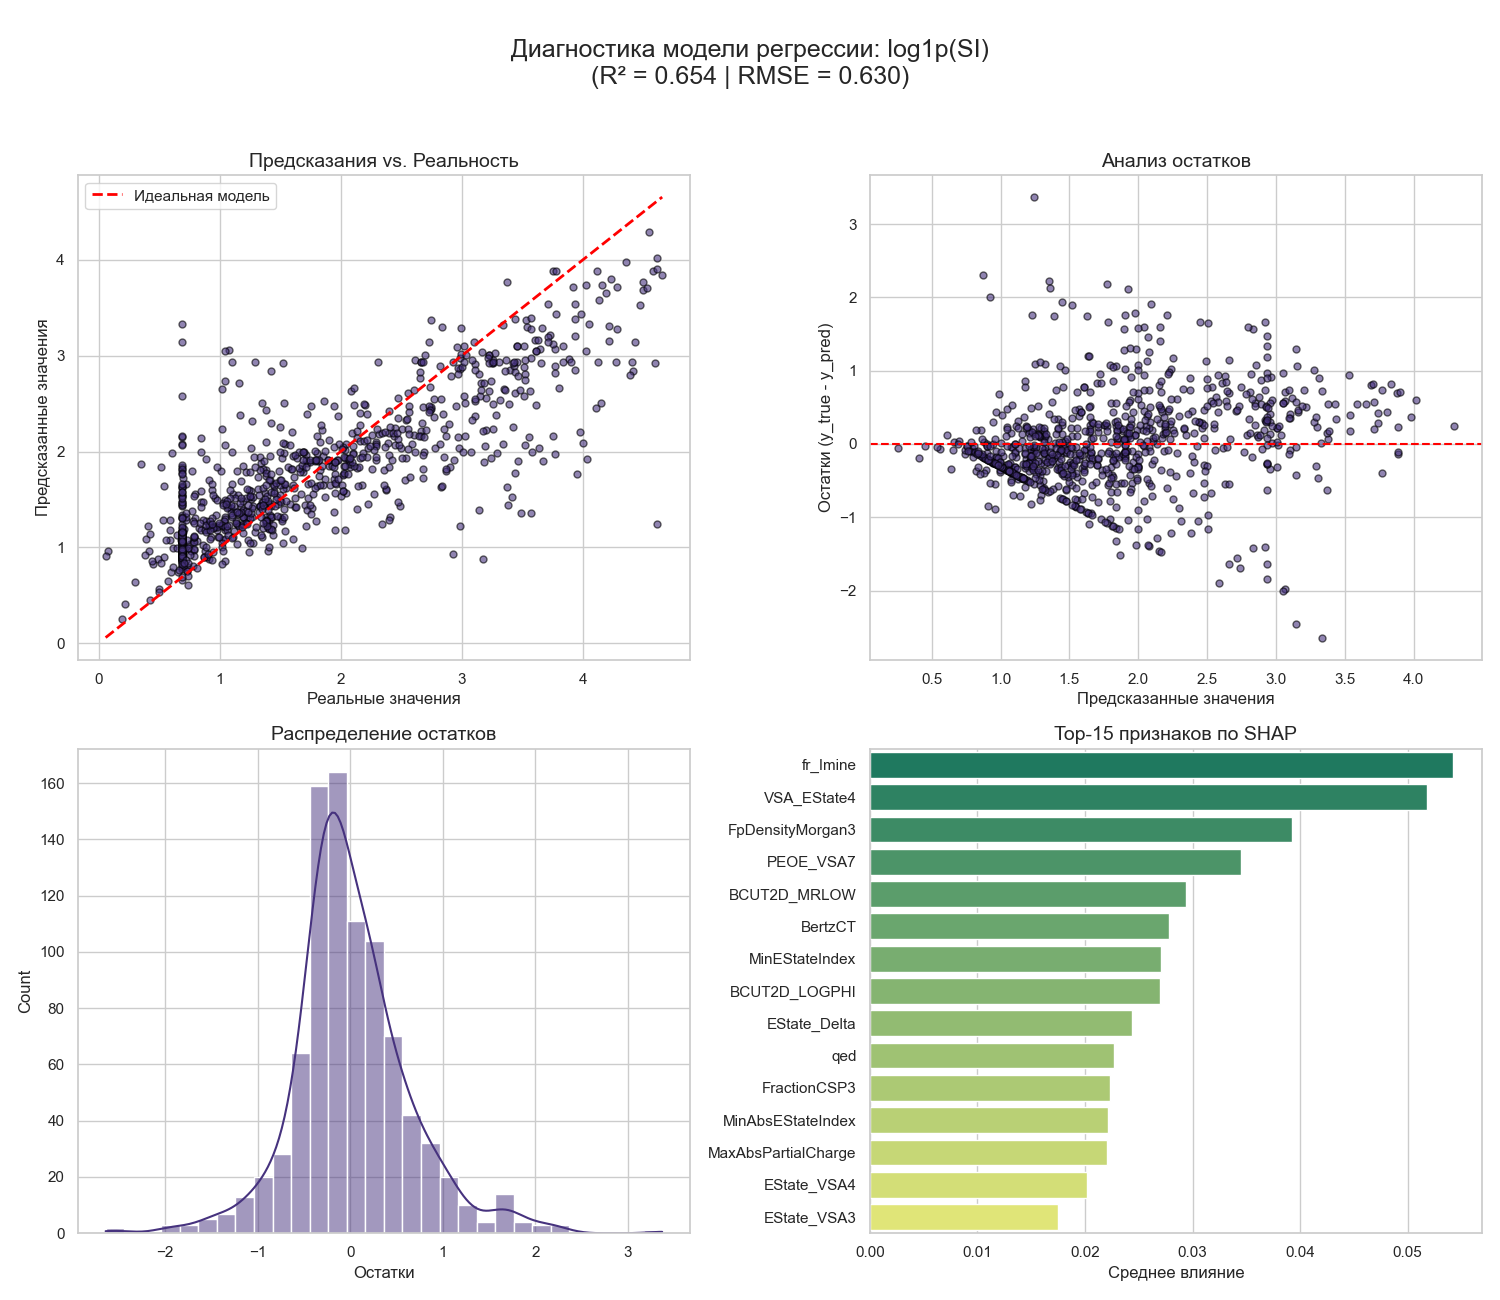 Диагностика модели регрессии: log1p(SI)
(R² = 0.654 | RMSE = 0.630)
Предсказания vs. Реальность
Идеальная модель
Предсказанные значения
4
3
2
1
0
0 1 2 3 4
Реальные значения
Анализ остатков
Остатки (y_true - y_pred)
3
2
1
0
−1
−2
0.5 1.0 1.5 2.0 2.5 3.0 3.5 4.0
Предсказанные значения
Распределение остатков
Count
160
140
120
100
80
60
40
20
0
−2 −1 0 1 2 3
Остатки
Top-15 признаков по SHAP
fr_Imine
VSA_EState4
FpDensityMorgan3
PEOE_VSA7
BCUT2D_MRLOW
BertzCT
MinEStateIndex
BCUT2D_LOGPHI
EState_Delta
qed
FractionCSP3
MinAbsEStateIndex
MaxAbsPartialCharge
EState_VSA4
EState_VSA3
0.00 0.01 0.02 0.03 0.04 0.05
Среднее влияние